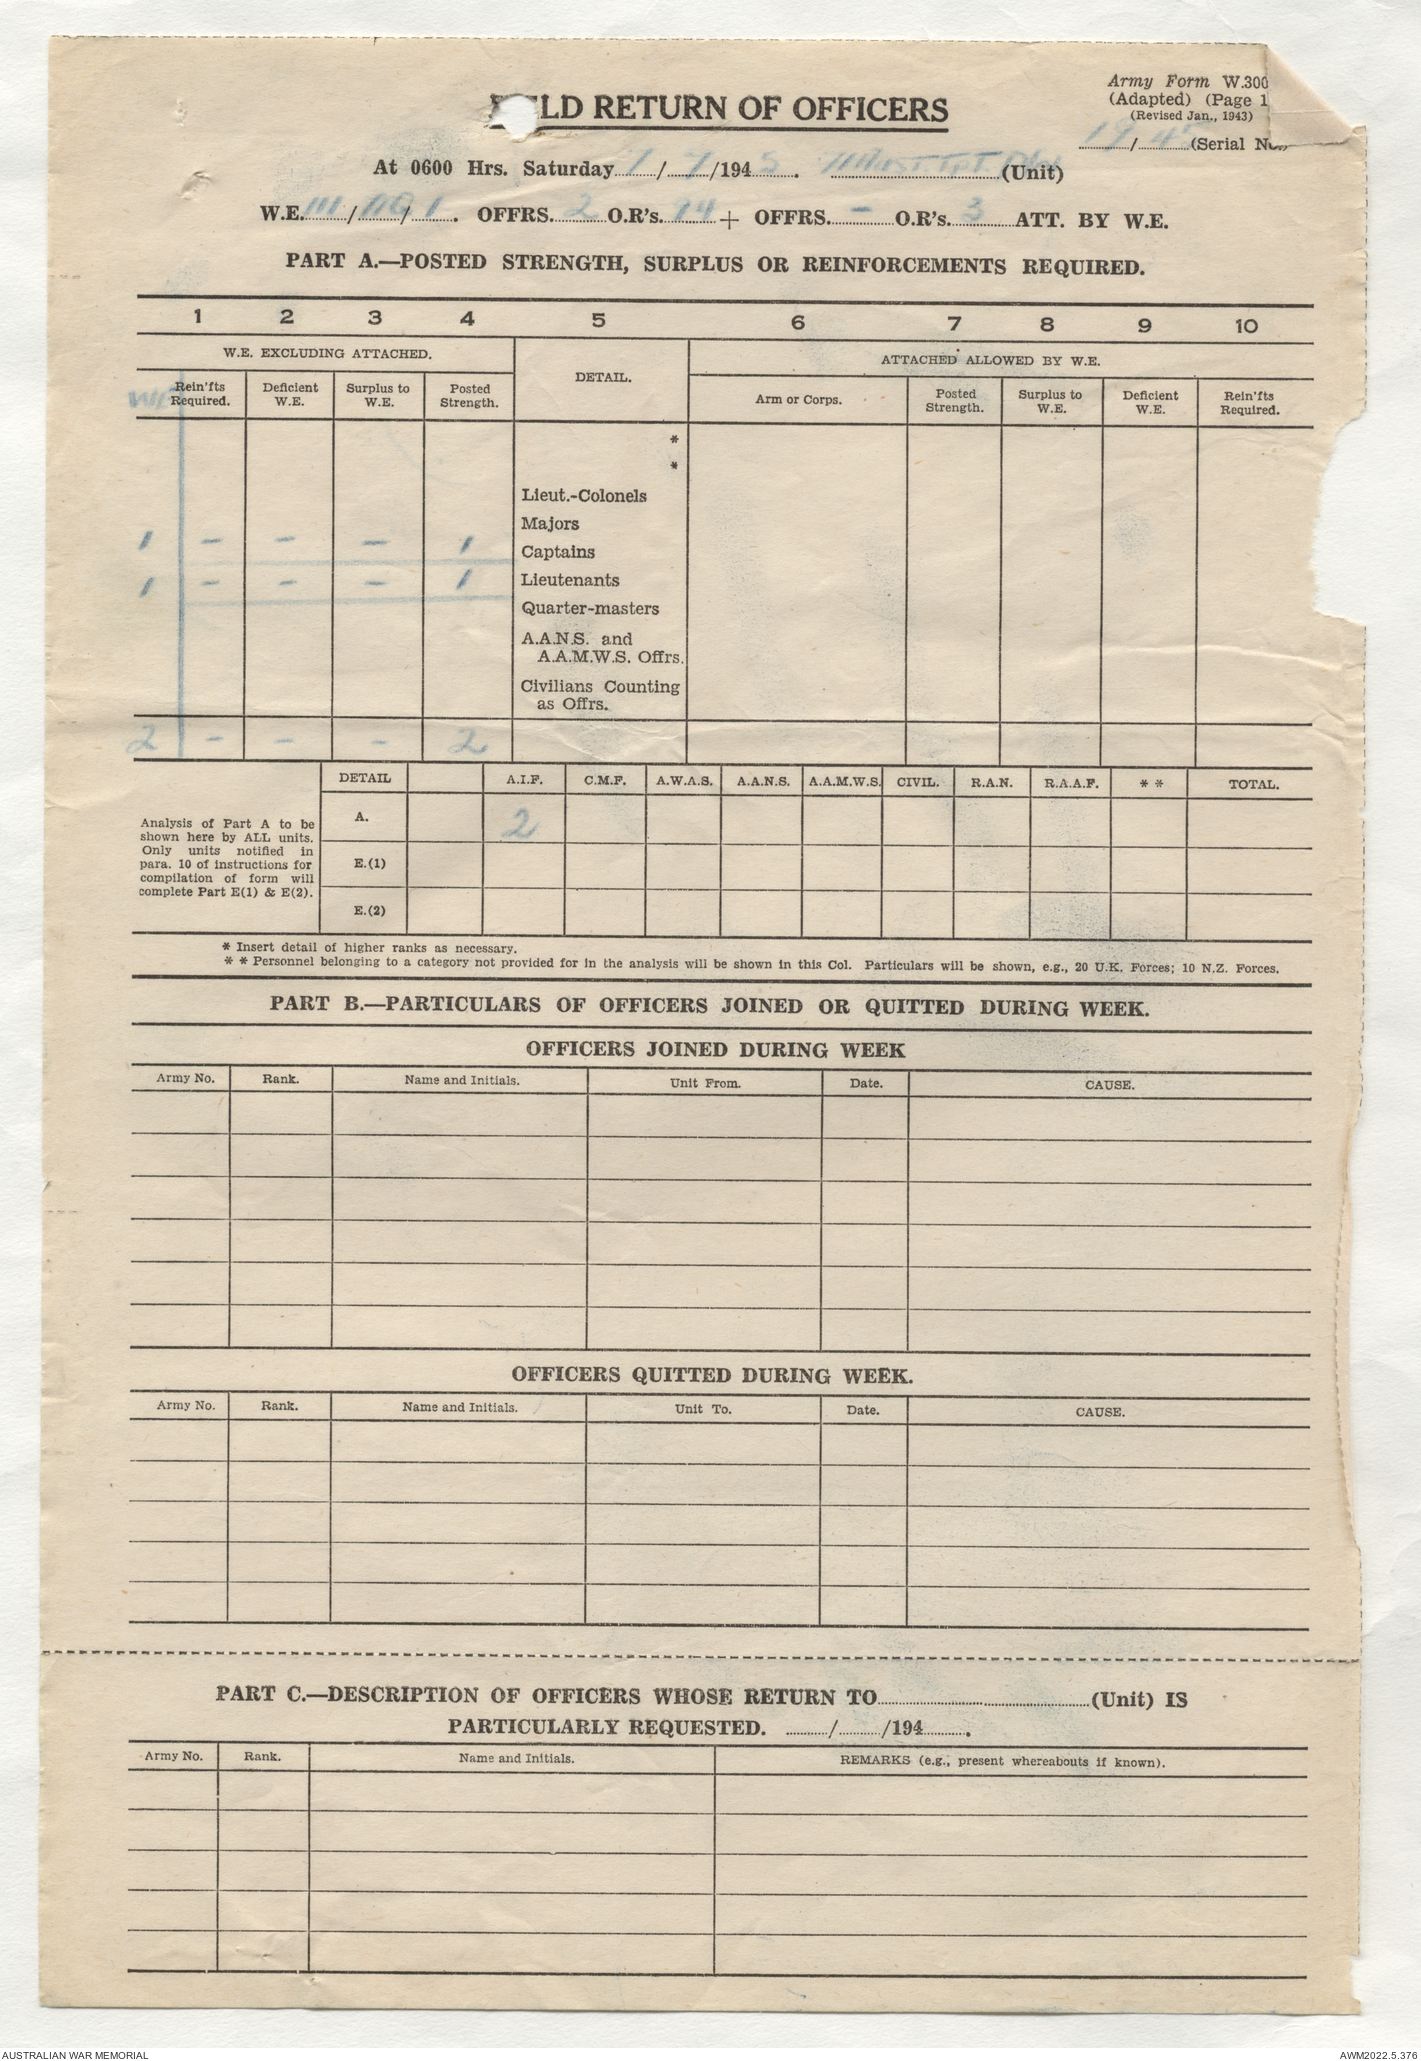 Army Form W.300
(Adapted) (Page 1
(Revised Jan., 1943)
19/45 (Serial No.
LD RETURN OF OFFICERS
At 0600 Hrs. Saturday 7/7/1945. (Unit)
W.E. 111/ / 1. OFFRS. 2 O.R's. 94 + OFFRS. - O.R's. 3 ATT. BY W.E.
PART A.—POSTED STRENGTH, SURPLUS OR REINFORCEMENTS REQUIRED.
1 2 3 4 5 6 7 8 9 10
W.E. EXCLUDING ATTACHED. DETAIL. ATTACHED ALLOWED BY W.E.
WE Rein'fts Required. Deficient W.E. Surplus to W.E. Posted Strength. Arm or Corps. Posted Strength. Surplus to W.E. Deficient W.E. Rein'fts Required.
*
*
Lieut.-Colonels
Majors
1 - - - 1 Captains
1 - - - 1 Lieutenants
Quarter-masters
A.A.N.S. and
A.A.M.W.S. Offrs.
Civilians Counting
as Offrs.
2 - - - 2
DETAIL A.I.F. C.M.F. A.W.A.S. A.A.N.S. A.A.M.W.S. CIVIL. R.A.N. R.A.A.F. * * TOTAL.
Analysis of Part A to be
shown here by ALL units.
Only units notified in
para. 10 of instructions for
compilation of form will
complete Part E(1) & E(2).
A. 2
E.(1)
E.(2)
* Insert detail of higher ranks as necessary.
* * Personnel belonging to a category not provided for in the analysis will be shown in this Col. Particulars will be shown, e.g., 20 U.K. Forces; 10 N.Z. Forces.
PART B.—PARTICULARS OF OFFICERS JOINED OR QUITTED DURING WEEK.
OFFICERS JOINED DURING WEEK
Army No. Rank. Name and Initials. Unit From. Date. CAUSE.
OFFICERS QUITTED DURING WEEK.
Army No. Rank. Name and Initials. Unit To. Date. CAUSE.
PART C.—DESCRIPTION OF OFFICERS WHOSE RETURN TO (Unit) IS
PARTICULARLY REQUESTED. / /194 .
Army No. Rank. Name and Initials. REMARKS (e.g., present whereabouts if known).
AUSTRALIAN WAR MEMORIAL
AWM2022.5.376